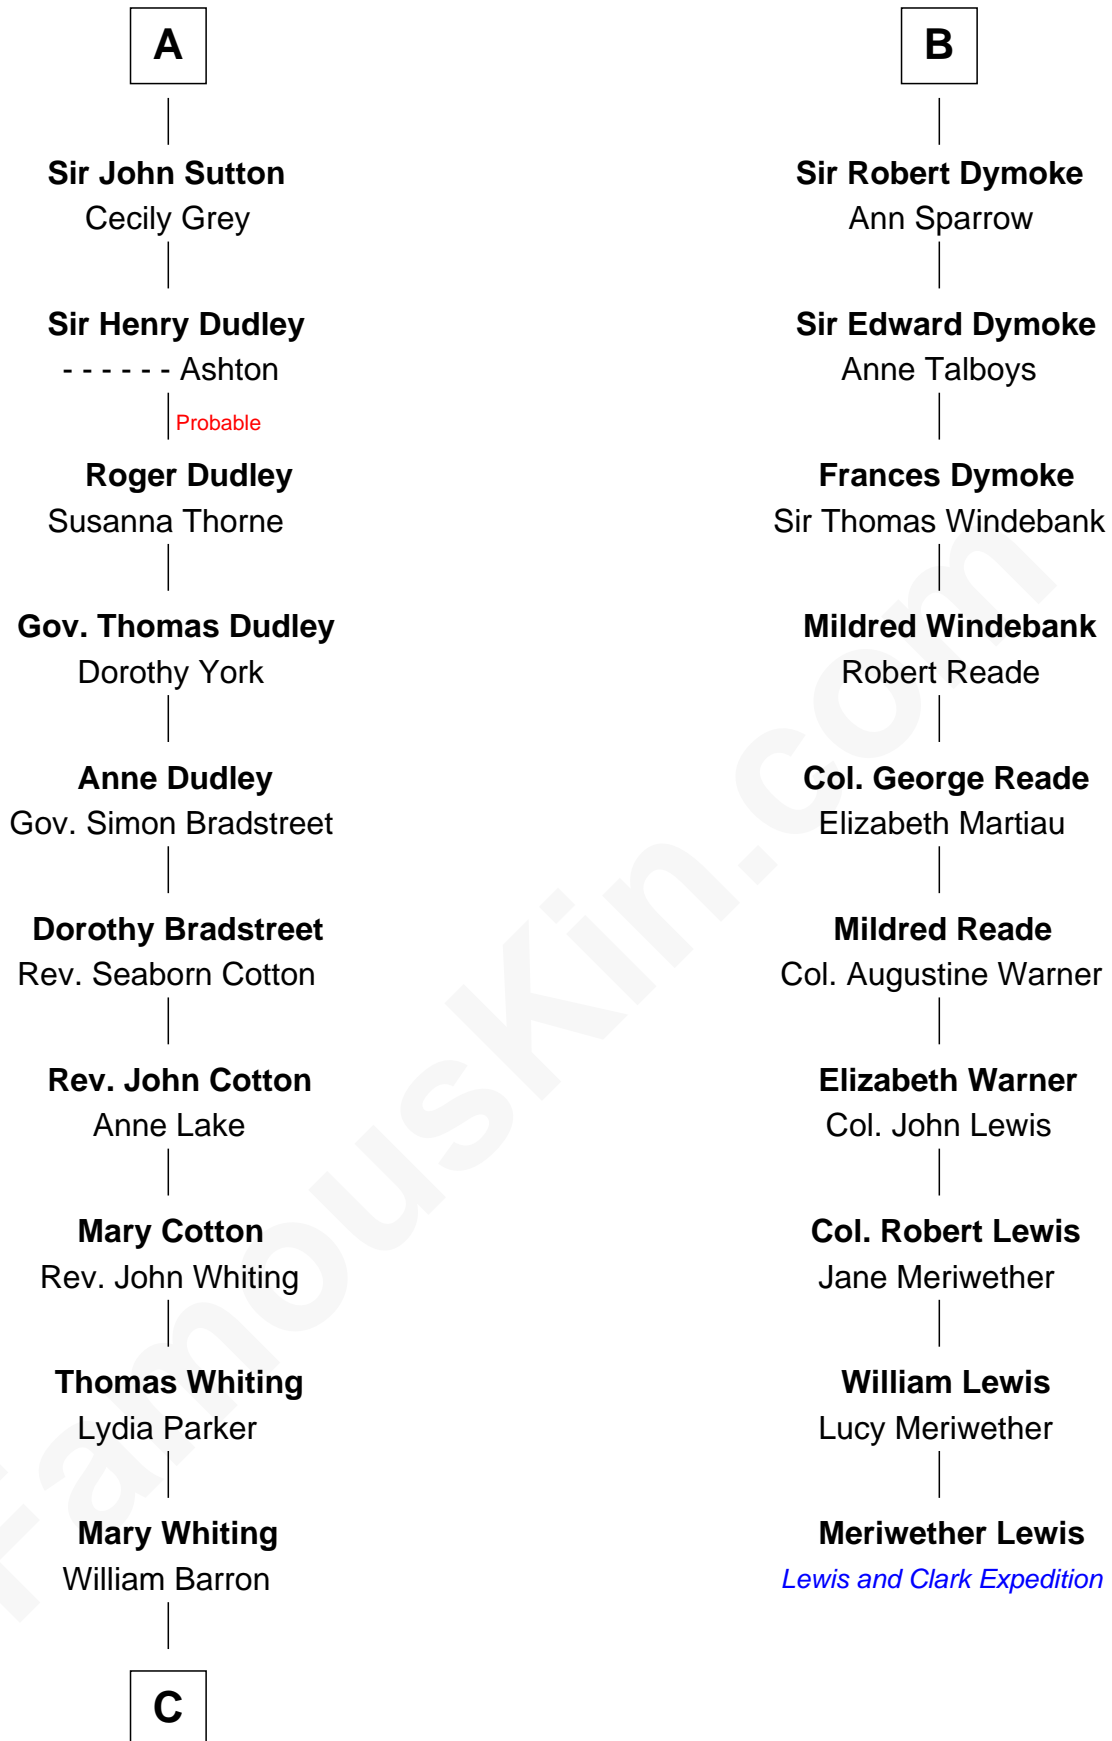 A
Sir John Sutton
Cecily Grey
Sir Henry Dudley
- - - - - - Ashton
Probable
Roger Dudley
Susanna Thorne
Gov. Thomas Dudley
Dorothy York
Anne Dudley
Gov. Simon Bradstreet
Dorothy Bradstreet
Rev. Seaborn Cotton
Rev. John Cotton
Anne Lake
Mary Cotton
Rev. John Whiting
Thomas Whiting
Lydia Parker
Mary Whiting
William Barron
C
B
Sir Robert Dymoke
Ann Sparrow
Sir Edward Dymoke
Anne Talboys
Frances Dymoke
Sir Thomas Windebank
Mildred Windebank
Robert Reade
Col. George Reade
Elizabeth Martiau
Mildred Reade
Col. Augustine Warner
Elizabeth Warner
Col. John Lewis
Col. Robert Lewis
Jane Meriwether
William Lewis
Lucy Meriwether
Meriwether Lewis
Lewis and Clark Expedition
FamousKin.com